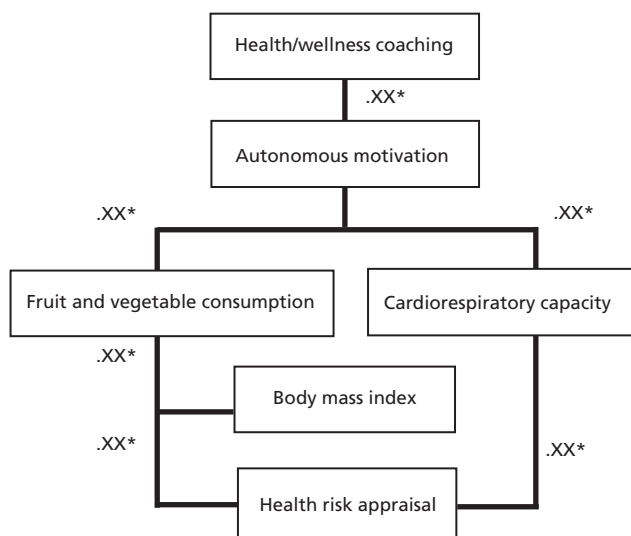 Health/wellness coaching
.XX*
Autonomous motivation
.XX*
.XX*
Fruit and vegetable consumption
Cardiorespiratory capacity
.XX*
Body mass index
.XX*
.XX*
Health risk appraisal